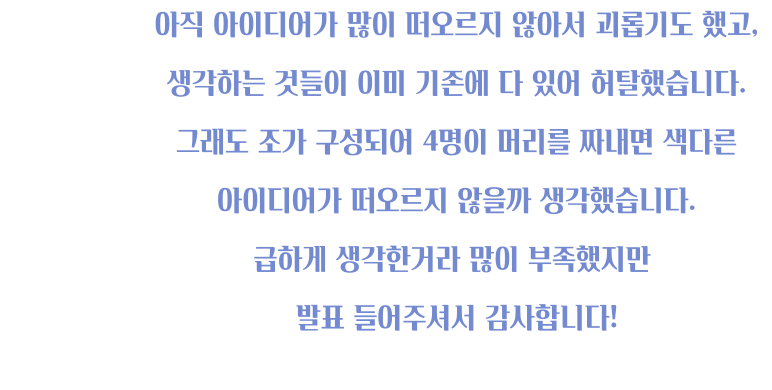 아직 아이디어가 많이 떠오르지 않아서 괴롭기도 했고,
생각하는 것들이 이미 기존에 다 있어 허탈했습니다.
그래도 조가 구성되어 4명이 머리를 짜내면 색다른
아이디어가 떠오르지 않을까 생각했습니다.
급하게 생각한거라 많이 부족했지만
발표 들어주셔서 감사합니다!